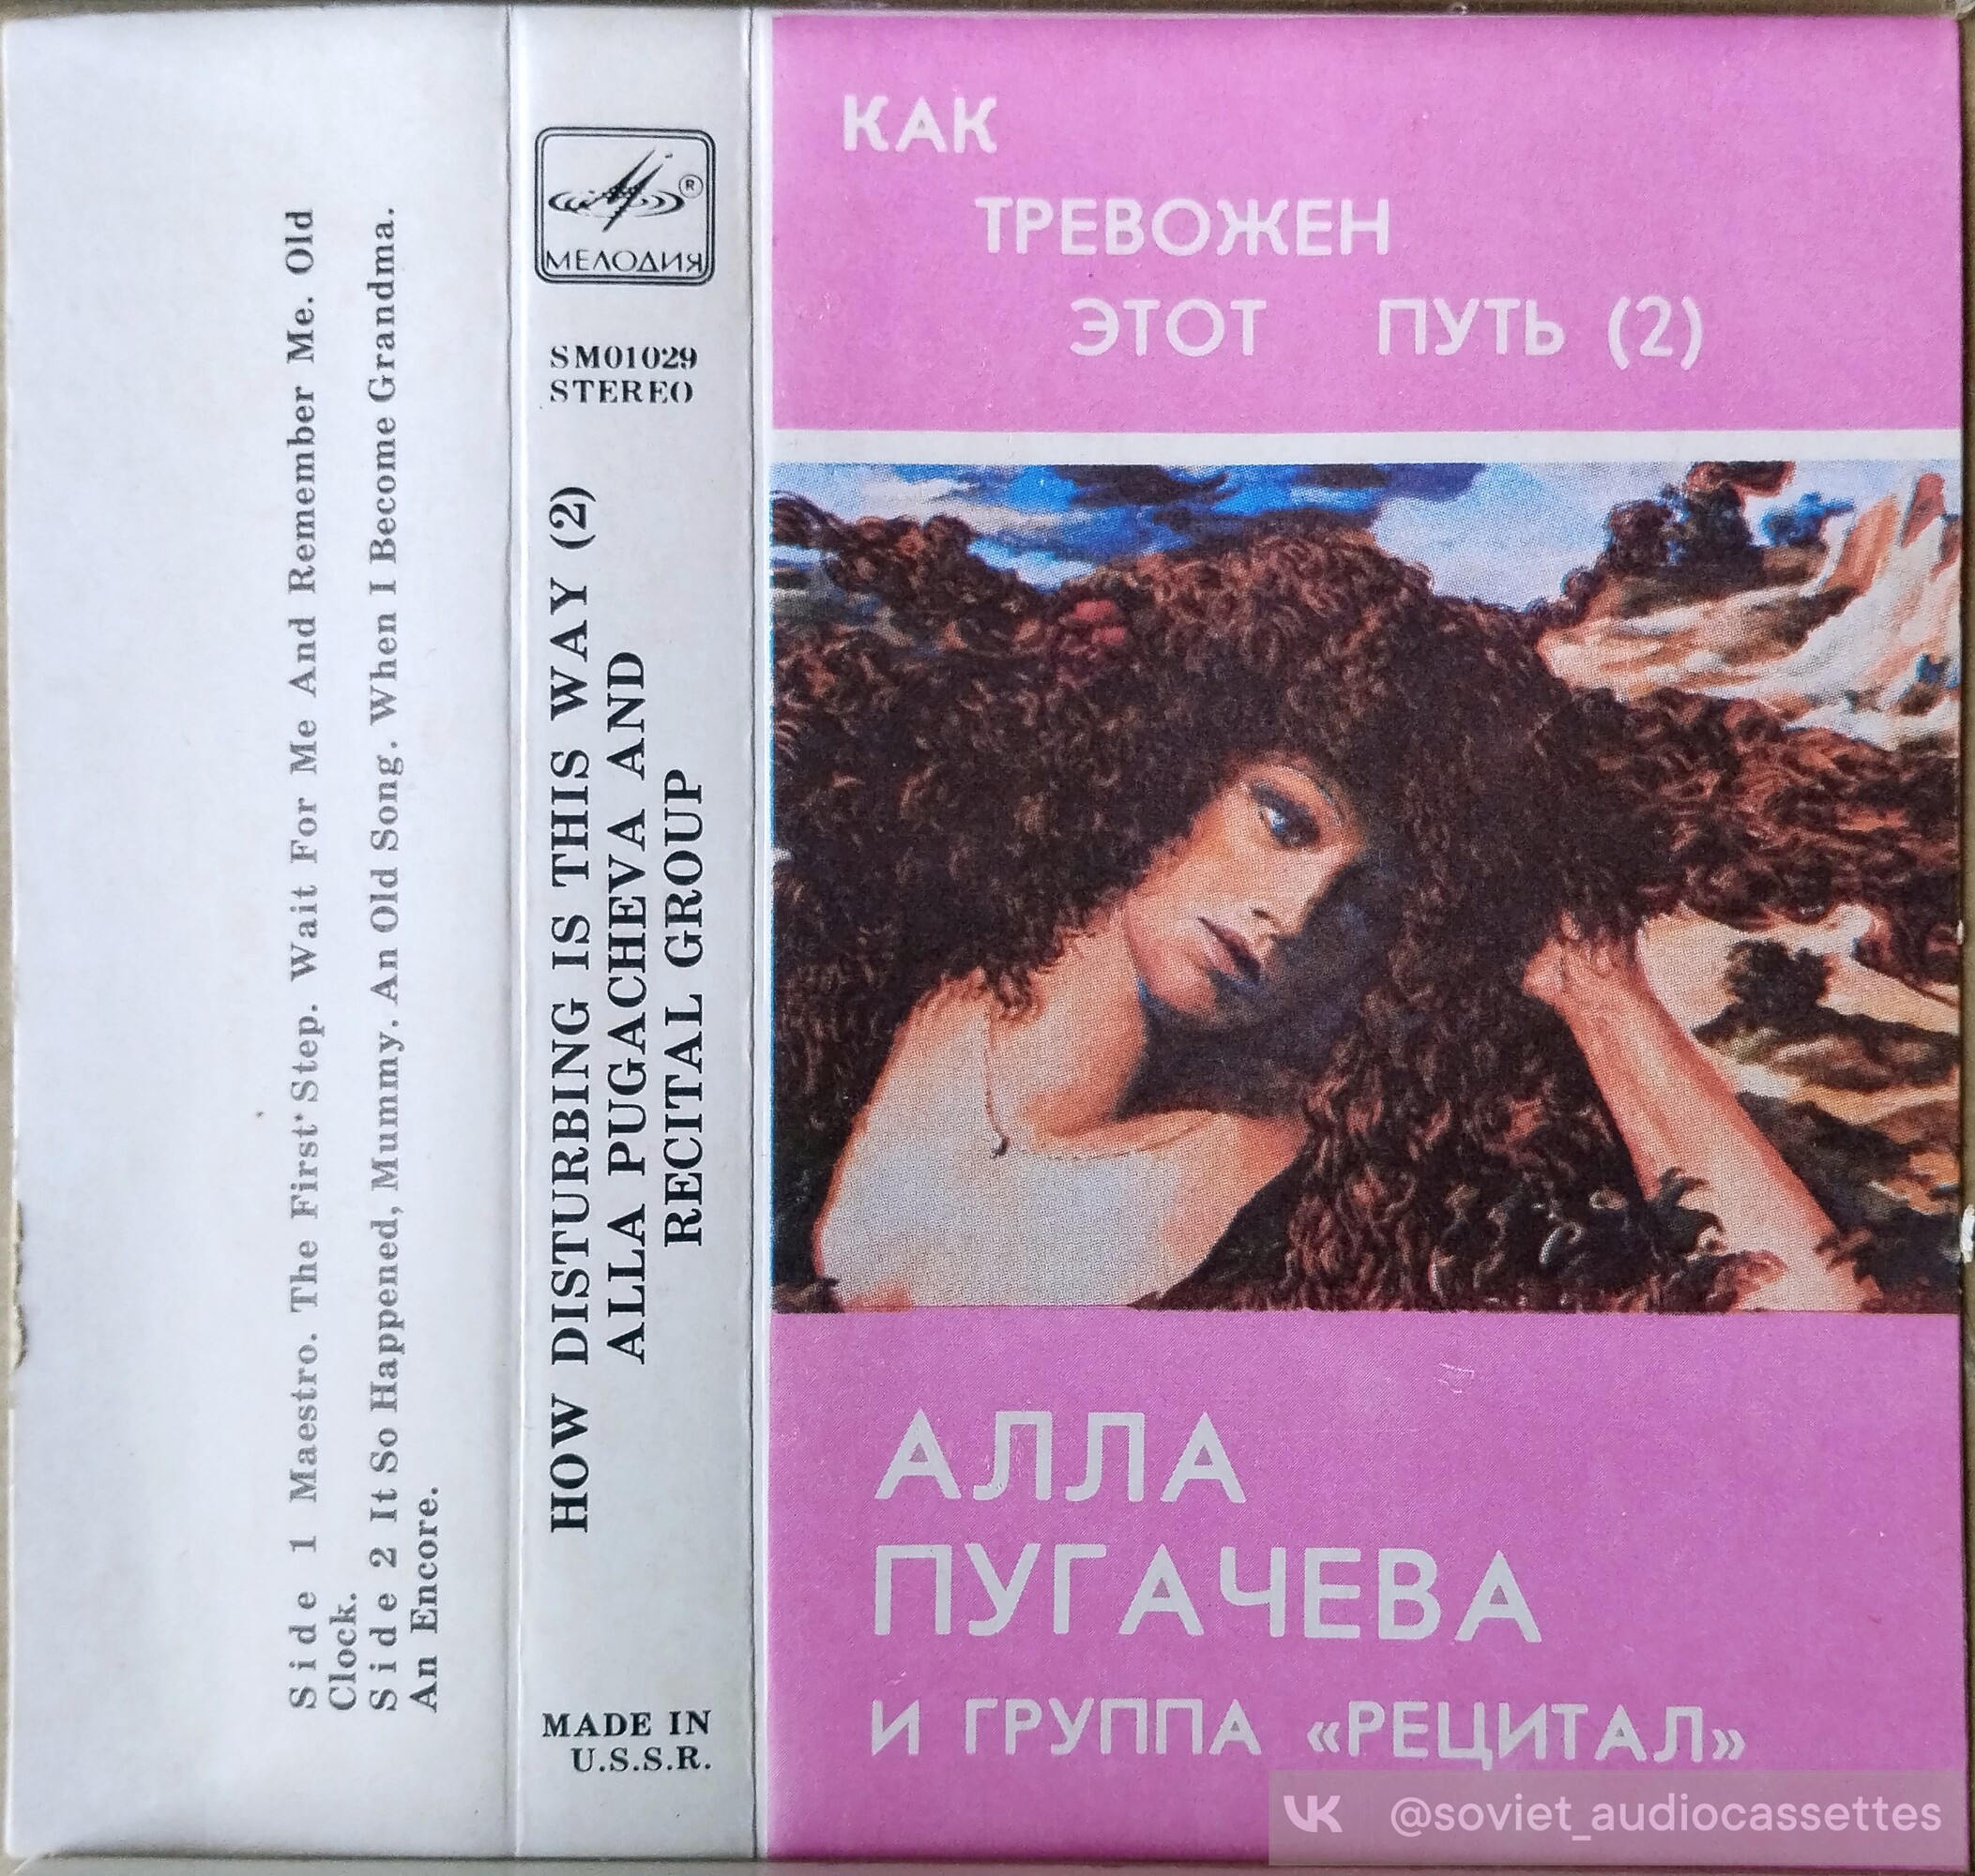 Side 1 Maestro. The First Step. Wait For Me And Remember Me. Old
Clock.
Side 2 It So Happened, Mummy. An Old Song. When I Become Grandma.
An Encore.
®
МЕЛОДИЯ
SM01029
STEREO
HOW DISTURBING IS THIS WAY (2)
ALLA PUGACHEVA AND
RECITAL GROUP
MADE IN
U.S.S.R.
КАК
ТРЕВОЖЕН
ЭТОТ ПУТЬ (2)
АЛЛА
ПУГАЧЕВА
И ГРУППА «РЕЦИТАЛ»
@soviet_audiocassettes